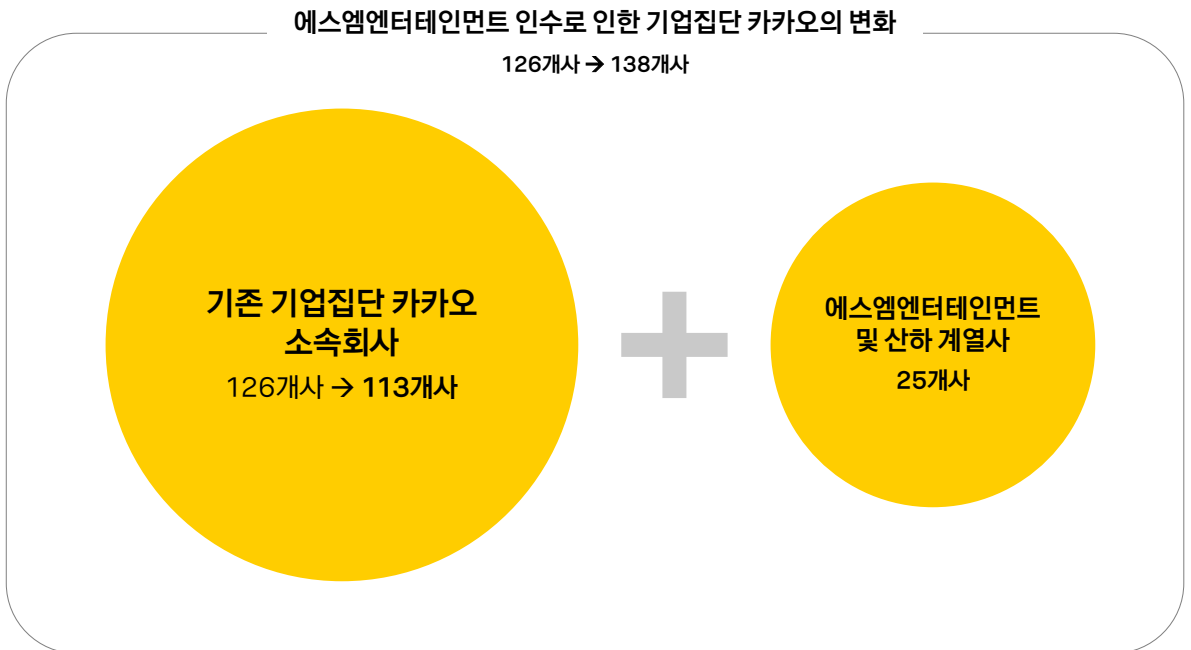 에스엠엔터테인먼트 인수로 인한 기업집단 카카오의 변화
126개사 → 138개사
기존 기업집단 카카오
소속회사
126개사 → 113개사
에스엠엔터테인먼트
및 산하 계열사
25개사